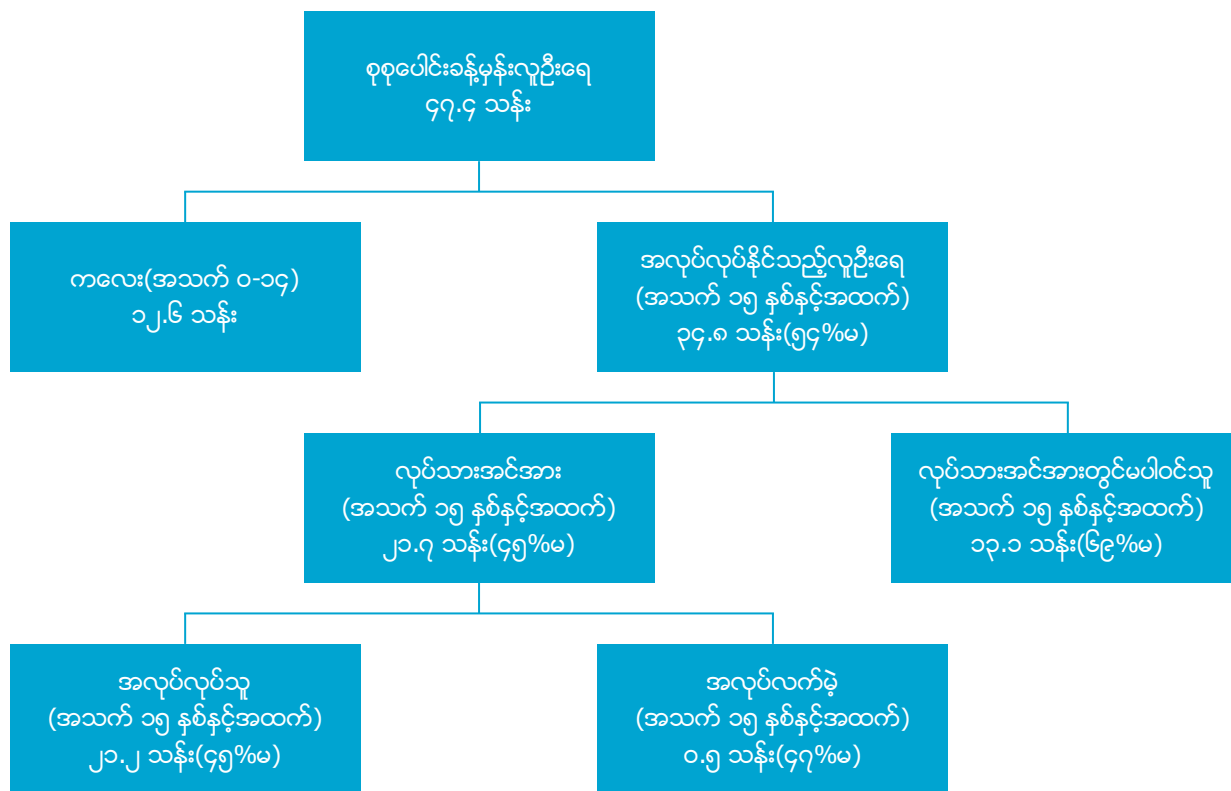 စုစုပေါင်းခန့်မှန်းလူဦးရေ
၄၇.၄ သန်း
ကလေး(အသက် ၀-၁၄)
၁၂.၆ သန်း
အလုပ်လုပ်နိုင်သည့်လူဦးရေ
(အသက် ၁၅ နှစ်နှင့်အထက်)
၃၄.၈ သန်း(၅၄%မ)
လုပ်သားအင်အား
(အသက် ၁၅ နှစ်နှင့်အထက်)
၂၁.၇ သန်း(၄၅%မ)
လုပ်သားအင်အားတွင်မပါဝင်သူ
(အသက် ၁၅ နှစ်နှင့်အထက်)
၁၃.၁ သန်း(၆၉%မ)
အလုပ်လုပ်သူ
(အသက် ၁၅ နှစ်နှင့်အထက်)
၂၁.၂ သန်း(၄၅%မ)
အလုပ်လက်မဲ့
(အသက် ၁၅ နှစ်နှင့်အထက်)
၀.၅ သန်း(၄၇%မ)